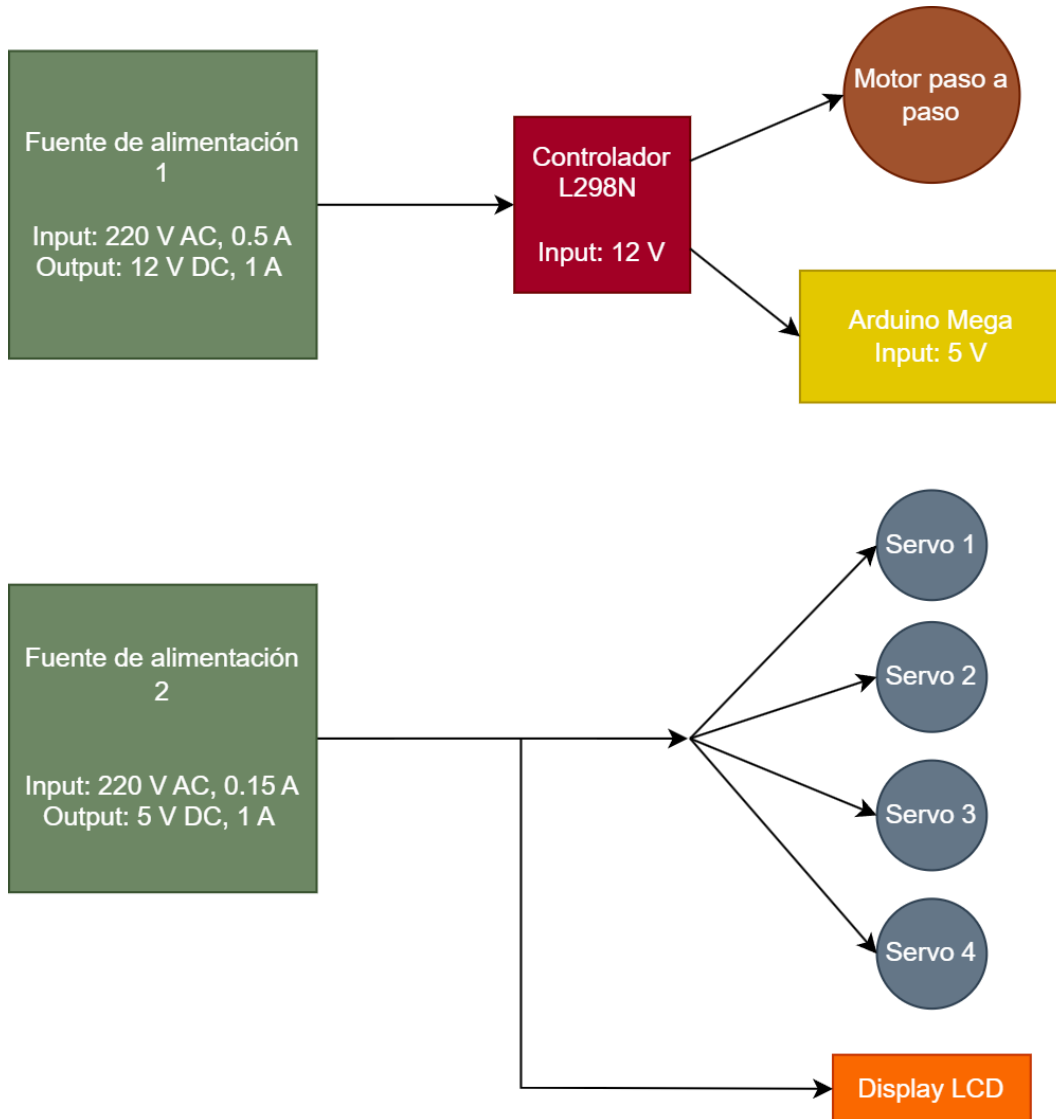 Fuente de alimentación
1
Input: 220 V AC, 0.5 A
Output: 12 V DC, 1 A
Controlador
L298N
Input: 12 V
Motor paso a
paso
Arduino Mega
Input: 5 V
Fuente de alimentación
2
Input: 220 V AC, 0.15 A
Output: 5 V DC, 1 A
Servo 1
Servo 2
Servo 3
Servo 4
Display LCD